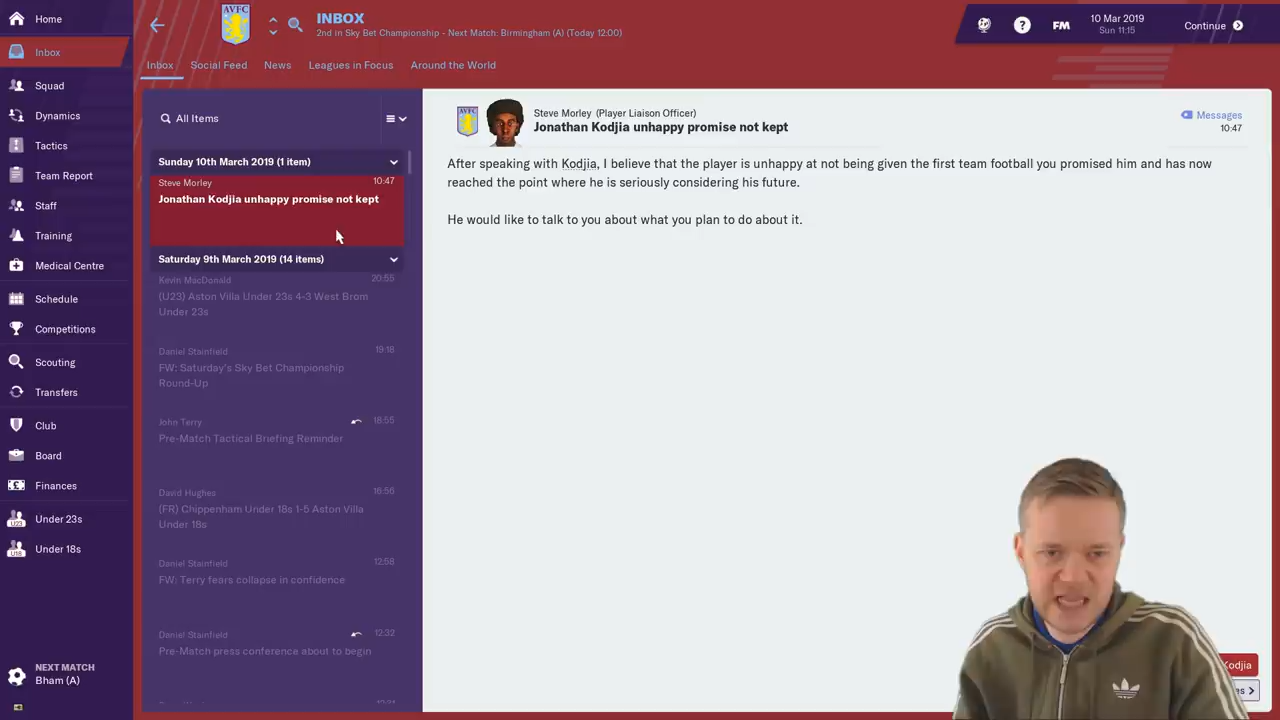 Home
Inbox
Squad
Dynamics
Tactics
Team Report
Staff
Training
Medical Centre
Schedule
Competitions
Scouting
Transfers
Club
Board
Finances
U23
Under 23s
U18
Under 18s
NEXT MATCH
Bham (A)
AVFC
INBOX
2nd in Sky Bet Championship - Next Match: Birmingham (A) (Today 12:00)
FM
10 Mar 2019
Sun 11:15
Continue
Inbox
Social Feed
News
Leagues in Focus
Around the World
All Items
Sunday 10th March 2019 (1 item)
Steve Morley
10:47
Jonathan Kodjia unhappy promise not kept
Saturday 9th March 2019 (14 items)
Kevin MacDonald
20:55
(U23) Aston Villa Under 23s 4-3 West Brom
Under 23s
Daniel Stainfield
19:18
FW: Saturday's Sky Bet Championship
Round-Up
John Terry
18:55
Pre-Match Tactical Briefing Reminder
David Hughes
16:56
(FR) Chippenham Under 18s 1-5 Aston Villa
Under 18s
Daniel Stainfield
12:58
FW: Terry fears collapse in confidence
Daniel Stainfield
12:32
Pre-Match press conference about to begin
AVFC
Steve Morley (Player Liaison Officer)
Jonathan Kodjia unhappy promise not kept
Messages
10:47
After speaking with Kodjia, I believe that the player is unhappy at not being given the first team football you promised him and has now
reached the point where he is seriously considering his future.
He would like to talk to you about what you plan to do about it.
Kodjia